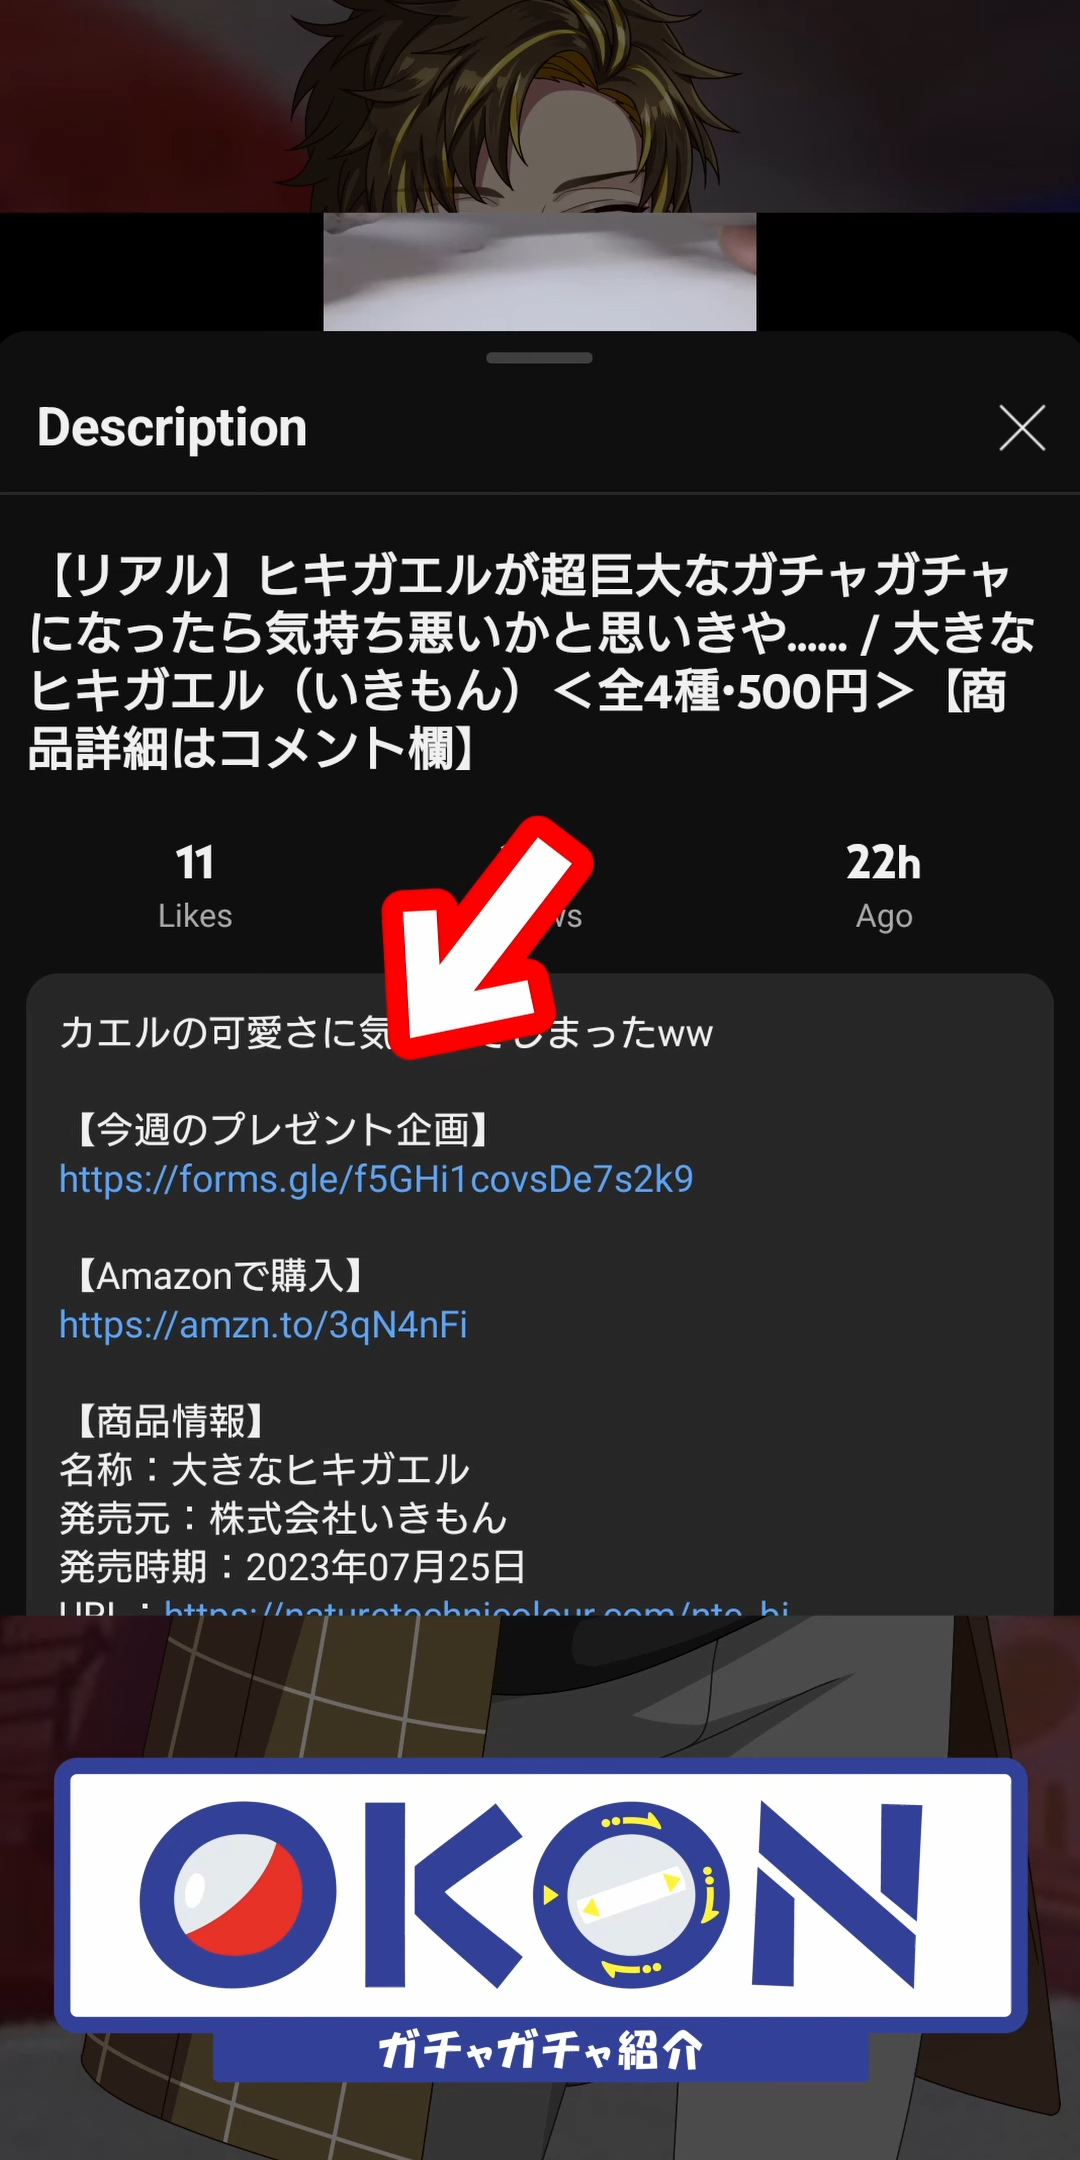 Description
【リアル】ヒキガエルが超巨大なガチャガチャ
になったら気持ち悪いかと思いきや...... / 大きな
ヒキガエル（いきもん）＜全4種・500円＞【商
品詳細はコメント欄】
11
22h
Likes
Ago
カエルの可愛さに気 しまったww
【今週のプレゼント企画】
https://forms.gle/f5GHi1covsDe7s2k9
【Amazonで購入】
https://amzn.to/3qN4nFi
【商品情報】
名称：大きなヒキガエル
発売元：株式会社いきもん
発売時期：2023年07月25日
URL：https://naturetechnicolour.com/ntc_bi
OKON
ガチャガチャ紹介